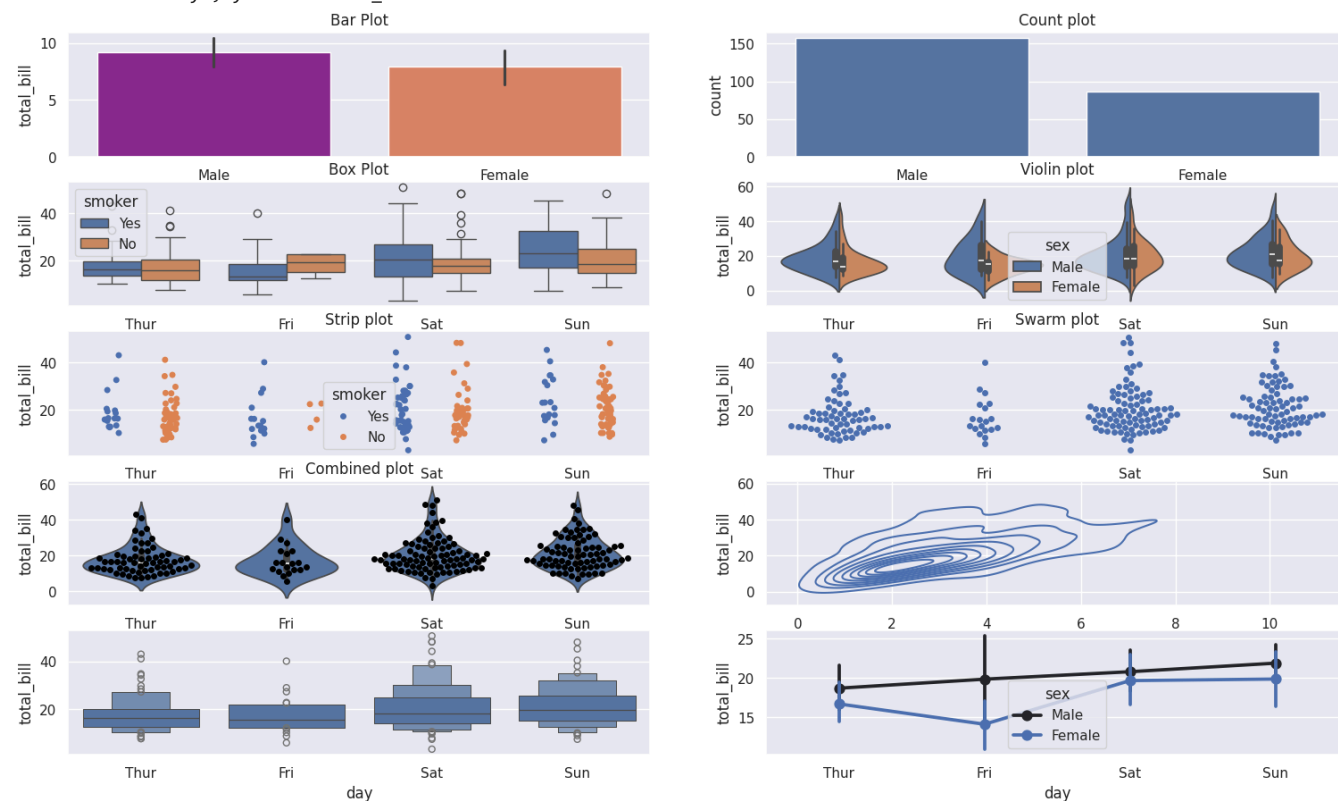 Bar Plot
total_bill
10
5
0
Male
Female
Count plot
count
150
100
50
0
Male
Female
Box Plot
total_bill
40
20
smoker
Yes
No
Thur
Fri
Sat
Sun
Violin plot
total_bill
60
40
20
0
sex
Male
Female
Thur
Fri
Sat
Sun
Strip plot
total_bill
40
20
smoker
Yes
No
Thur
Fri
Sat
Sun
Swarm plot
total_bill
40
20
Thur
Fri
Sat
Sun
Combined plot
total_bill
60
40
20
0
Thur
Fri
Sat
Sun
total_bill
60
40
20
0
0
2
4
6
8
10
total_bill
40
20
Thur
Fri
Sat
Sun
day
total_bill
25
20
15
sex
Male
Female
Thur
Fri
Sat
Sun
day